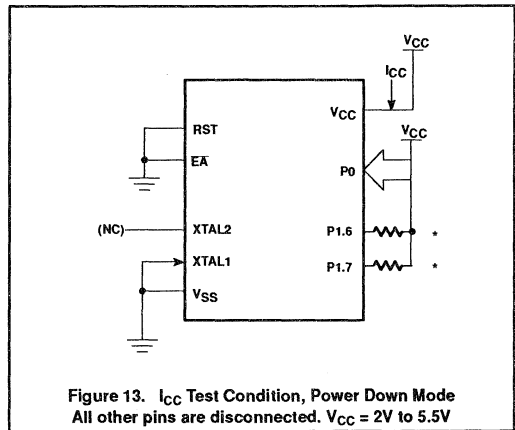 VCC
ICC
VCC
RST
VCC
EA
P0
(NC)
XTAL2
P1.6
*
XTAL1
P1.7
*
VSS
Figure 13. ICC Test Condition, Power Down Mode
All other pins are disconnected. VCC = 2V to 5.5V